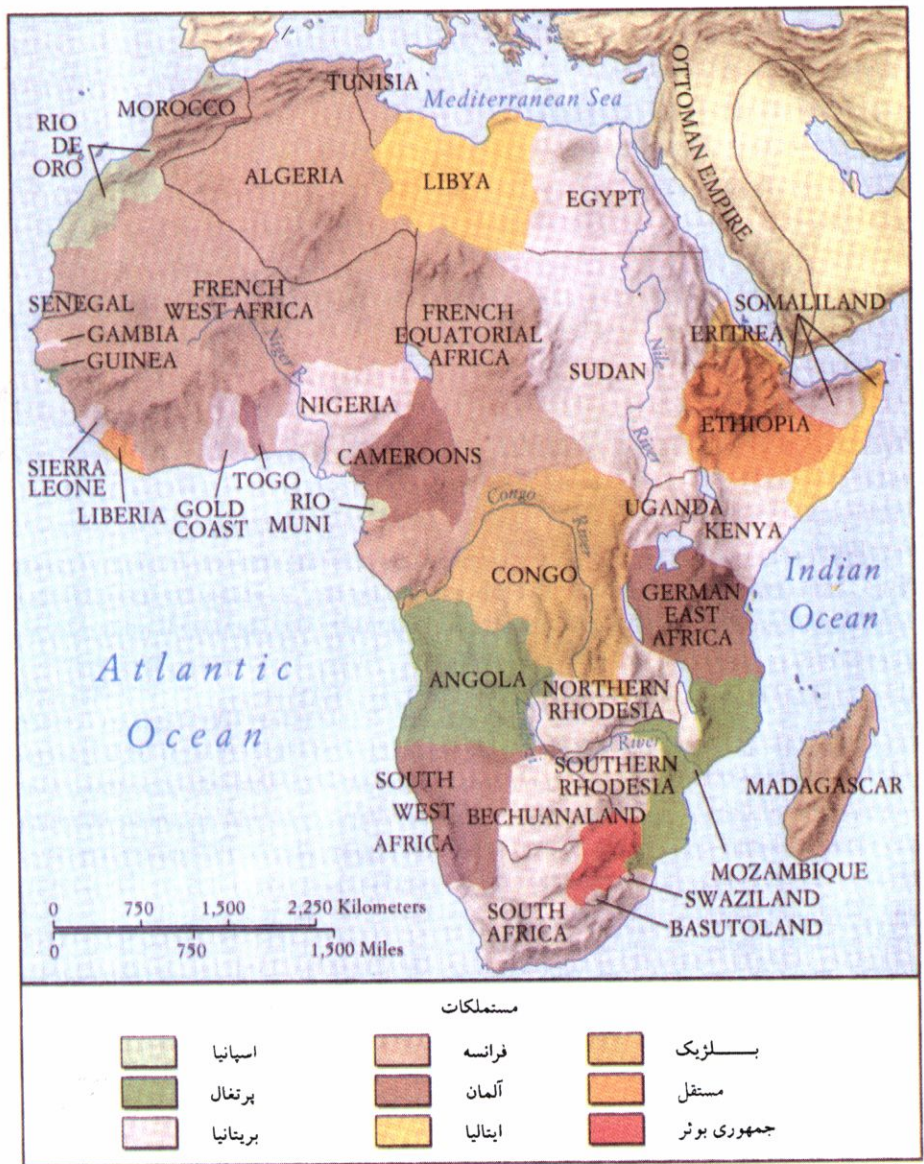 TUNISIA
MOROCCO
Mediterranean Sea
RIO
DE
ORO
OTTOMAN EMPIRE
ALGERIA
LIBYA
EGYPT
SENEGAL
FRENCH
WEST AFRICA
GAMBIA
GUINEA
Niger R.
FRENCH
EQUATORIAL
AFRICA
SOMALILAND
ERITREA
SUDAN
Nile
River
NIGERIA
ETHIOPIA
CAMEROONS
SIERRA
LEONE
LIBERIA
GOLD
COAST
TOGO
RIO
MUNI
Congo
River
UGANDA
KENYA
CONGO
GERMAN
EAST
AFRICA
Indian
Ocean
Atlantic
Ocean
ANGOLA
NORTHERN
RHODESIA
River
SOUTHERN
RHODESIA
MADAGASCAR
SOUTH
WEST
AFRICA
BECHUANALAND
MOZAMBIQUE
SWAZILAND
BASUTOLAND
SOUTH
AFRICA
0 750 1,500 2,250 Kilometers
0 750 1,500 Miles
مستملکات
بــــلژیک فرانسه اسپانیا
مستقل آلمان پرتغال
جمهوری بوئر ایتالیا بریتانیا